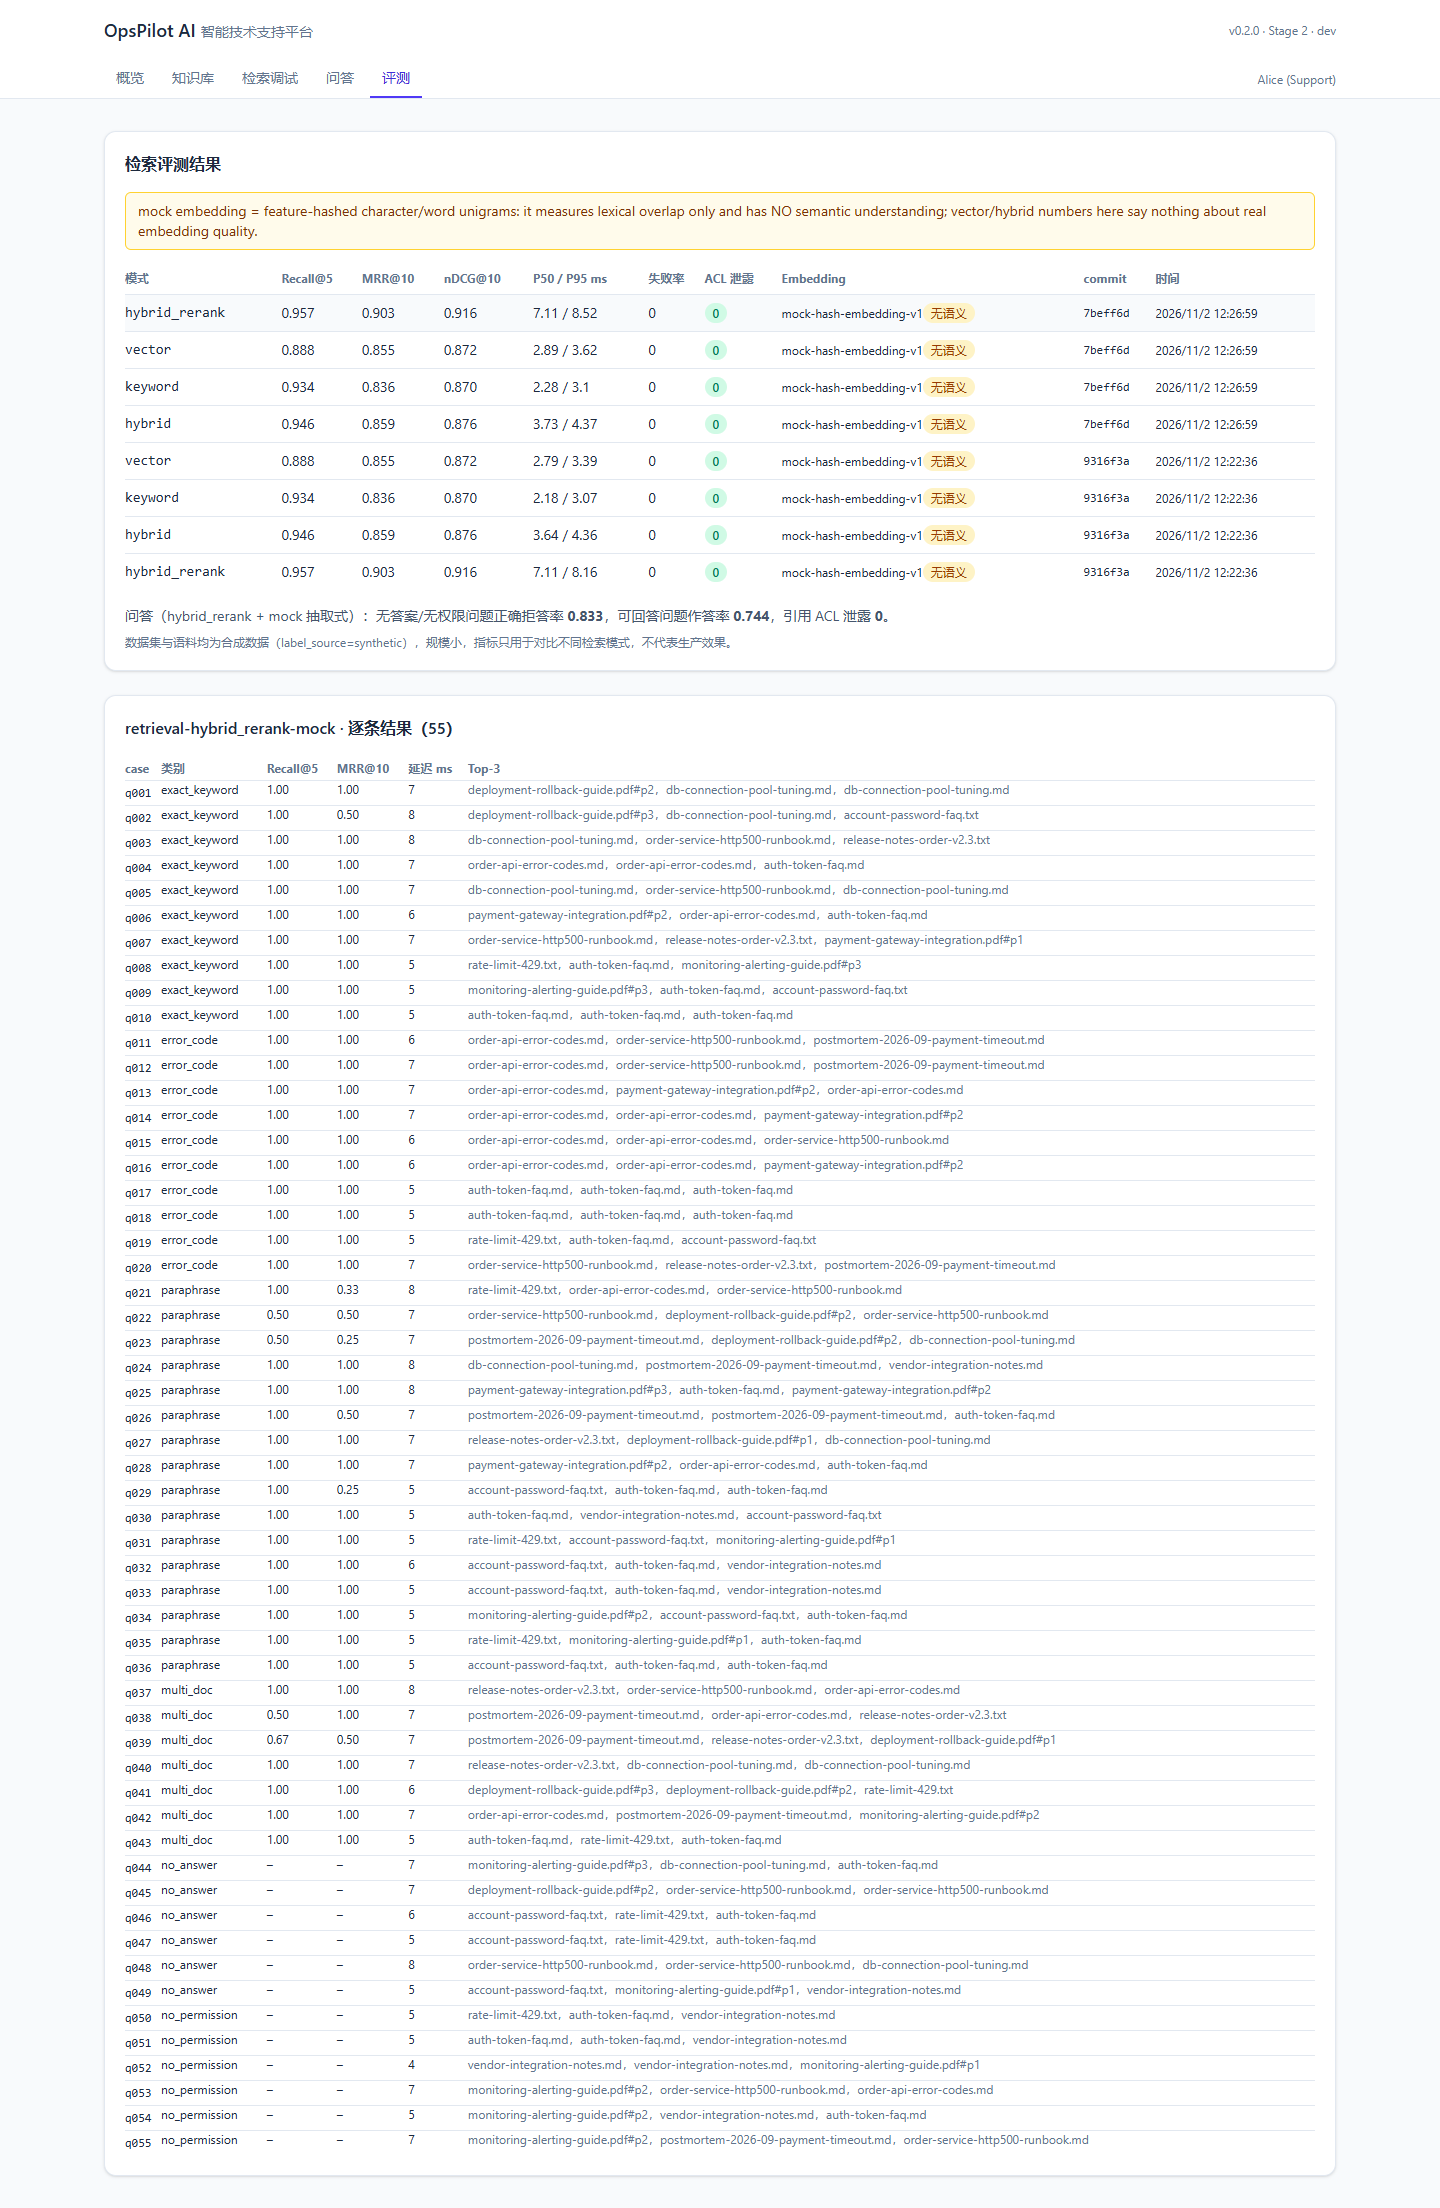 OpsPilot AI 智能技术支持平台
v0.2.0 · Stage 2 · dev
概览 知识库 检索调试 问答 评测
Alice (Support)
检索评测结果
mock embedding = feature-hashed character/word unigrams: it measures lexical overlap only and has NO semantic understanding; vector/hybrid numbers here say nothing about real
embedding quality.
模式 Recall@5 MRR@10 nDCG@10 P50 / P95 ms 失败率 ACL 泄露 Embedding commit 时间
hybrid_rerank 0.957 0.903 0.916 7.11 / 8.52 0 0 mock-hash-embedding-v1 无语义 7beff6d 2026/11/2 12:26:59
vector 0.888 0.855 0.872 2.89 / 3.62 0 0 mock-hash-embedding-v1 无语义 7beff6d 2026/11/2 12:26:59
keyword 0.934 0.836 0.870 2.28 / 3.1 0 0 mock-hash-embedding-v1 无语义 7beff6d 2026/11/2 12:26:59
hybrid 0.946 0.859 0.876 3.73 / 4.37 0 0 mock-hash-embedding-v1 无语义 7beff6d 2026/11/2 12:26:59
vector 0.888 0.855 0.872 2.79 / 3.39 0 0 mock-hash-embedding-v1 无语义 9316f3a 2026/11/2 12:22:36
keyword 0.934 0.836 0.870 2.18 / 3.07 0 0 mock-hash-embedding-v1 无语义 9316f3a 2026/11/2 12:22:36
hybrid 0.946 0.859 0.876 3.64 / 4.36 0 0 mock-hash-embedding-v1 无语义 9316f3a 2026/11/2 12:22:36
hybrid_rerank 0.957 0.903 0.916 7.11 / 8.16 0 0 mock-hash-embedding-v1 无语义 9316f3a 2026/11/2 12:22:36
问答（hybrid_rerank + mock 抽取式）：无答案/无权限问题正确拒答率 0.833，可回答问题作答率 0.744，引用 ACL 泄露 0。
数据集与语料均为合成数据（label_source=synthetic），规模小，指标只用于对比不同检索模式，不代表生产效果。
retrieval-hybrid_rerank-mock · 逐条结果（55）
case 类别 Recall@5 MRR@10 延迟 ms Top-3
q001 exact_keyword 1.00 1.00 7 deployment-rollback-guide.pdf#p2，db-connection-pool-tuning.md，db-connection-pool-tuning.md
q002 exact_keyword 1.00 0.50 8 deployment-rollback-guide.pdf#p3，db-connection-pool-tuning.md，account-password-faq.txt
q003 exact_keyword 1.00 1.00 8 db-connection-pool-tuning.md，order-service-http500-runbook.md，release-notes-order-v2.3.txt
q004 exact_keyword 1.00 1.00 7 order-api-error-codes.md，order-api-error-codes.md，auth-token-faq.md
q005 exact_keyword 1.00 1.00 7 db-connection-pool-tuning.md，order-service-http500-runbook.md，db-connection-pool-tuning.md
q006 exact_keyword 1.00 1.00 6 payment-gateway-integration.pdf#p2，order-api-error-codes.md，auth-token-faq.md
q007 exact_keyword 1.00 1.00 7 order-service-http500-runbook.md，release-notes-order-v2.3.txt，payment-gateway-integration.pdf#p1
q008 exact_keyword 1.00 1.00 5 rate-limit-429.txt，auth-token-faq.md，monitoring-alerting-guide.pdf#p3
q009 exact_keyword 1.00 1.00 5 monitoring-alerting-guide.pdf#p3，auth-token-faq.md，account-password-faq.txt
q010 exact_keyword 1.00 1.00 5 auth-token-faq.md，auth-token-faq.md，auth-token-faq.md
q011 error_code 1.00 1.00 6 order-api-error-codes.md，order-service-http500-runbook.md，postmortem-2026-09-payment-timeout.md
q012 error_code 1.00 1.00 7 order-api-error-codes.md，order-service-http500-runbook.md，postmortem-2026-09-payment-timeout.md
q013 error_code 1.00 1.00 7 order-api-error-codes.md，payment-gateway-integration.pdf#p2，order-api-error-codes.md
q014 error_code 1.00 1.00 7 order-api-error-codes.md，order-api-error-codes.md，payment-gateway-integration.pdf#p2
q015 error_code 1.00 1.00 6 order-api-error-codes.md，order-api-error-codes.md，order-service-http500-runbook.md
q016 error_code 1.00 1.00 6 order-api-error-codes.md，order-api-error-codes.md，payment-gateway-integration.pdf#p2
q017 error_code 1.00 1.00 5 auth-token-faq.md，auth-token-faq.md，auth-token-faq.md
q018 error_code 1.00 1.00 5 auth-token-faq.md，auth-token-faq.md，auth-token-faq.md
q019 error_code 1.00 1.00 5 rate-limit-429.txt，auth-token-faq.md，account-password-faq.txt
q020 error_code 1.00 1.00 7 order-service-http500-runbook.md，release-notes-order-v2.3.txt，postmortem-2026-09-payment-timeout.md
q021 paraphrase 1.00 0.33 8 rate-limit-429.txt，order-api-error-codes.md，order-service-http500-runbook.md
q022 paraphrase 0.50 0.50 7 order-service-http500-runbook.md，deployment-rollback-guide.pdf#p2，order-service-http500-runbook.md
q023 paraphrase 0.50 0.25 7 postmortem-2026-09-payment-timeout.md，deployment-rollback-guide.pdf#p2，db-connection-pool-tuning.md
q024 paraphrase 1.00 1.00 8 db-connection-pool-tuning.md，postmortem-2026-09-payment-timeout.md，vendor-integration-notes.md
q025 paraphrase 1.00 1.00 8 payment-gateway-integration.pdf#p3，auth-token-faq.md，payment-gateway-integration.pdf#p2
q026 paraphrase 1.00 0.50 7 postmortem-2026-09-payment-timeout.md，postmortem-2026-09-payment-timeout.md，auth-token-faq.md
q027 paraphrase 1.00 1.00 7 release-notes-order-v2.3.txt，deployment-rollback-guide.pdf#p1，db-connection-pool-tuning.md
q028 paraphrase 1.00 1.00 7 payment-gateway-integration.pdf#p2，order-api-error-codes.md，auth-token-faq.md
q029 paraphrase 1.00 0.25 5 account-password-faq.txt，auth-token-faq.md，auth-token-faq.md
q030 paraphrase 1.00 1.00 5 auth-token-faq.md，vendor-integration-notes.md，account-password-faq.txt
q031 paraphrase 1.00 1.00 5 rate-limit-429.txt，account-password-faq.txt，monitoring-alerting-guide.pdf#p1
q032 paraphrase 1.00 1.00 6 account-password-faq.txt，auth-token-faq.md，vendor-integration-notes.md
q033 paraphrase 1.00 1.00 5 account-password-faq.txt，auth-token-faq.md，vendor-integration-notes.md
q034 paraphrase 1.00 1.00 5 monitoring-alerting-guide.pdf#p2，account-password-faq.txt，auth-token-faq.md
q035 paraphrase 1.00 1.00 5 rate-limit-429.txt，monitoring-alerting-guide.pdf#p1，auth-token-faq.md
q036 paraphrase 1.00 1.00 5 account-password-faq.txt，auth-token-faq.md，auth-token-faq.md
q037 multi_doc 1.00 1.00 8 release-notes-order-v2.3.txt，order-service-http500-runbook.md，order-api-error-codes.md
q038 multi_doc 0.50 1.00 7 postmortem-2026-09-payment-timeout.md，order-api-error-codes.md，release-notes-order-v2.3.txt
q039 multi_doc 0.67 0.50 7 postmortem-2026-09-payment-timeout.md，release-notes-order-v2.3.txt，deployment-rollback-guide.pdf#p1
q040 multi_doc 1.00 1.00 7 release-notes-order-v2.3.txt，db-connection-pool-tuning.md，db-connection-pool-tuning.md
q041 multi_doc 1.00 1.00 6 deployment-rollback-guide.pdf#p3，deployment-rollback-guide.pdf#p2，rate-limit-429.txt
q042 multi_doc 1.00 1.00 7 order-api-error-codes.md，postmortem-2026-09-payment-timeout.md，monitoring-alerting-guide.pdf#p2
q043 multi_doc 1.00 1.00 5 auth-token-faq.md，rate-limit-429.txt，auth-token-faq.md
q044 no_answer – – 7 monitoring-alerting-guide.pdf#p3，db-connection-pool-tuning.md，auth-token-faq.md
q045 no_answer – – 7 deployment-rollback-guide.pdf#p2，order-service-http500-runbook.md，order-service-http500-runbook.md
q046 no_answer – – 6 account-password-faq.txt，rate-limit-429.txt，auth-token-faq.md
q047 no_answer – – 5 account-password-faq.txt，rate-limit-429.txt，auth-token-faq.md
q048 no_answer – – 8 order-service-http500-runbook.md，order-service-http500-runbook.md，db-connection-pool-tuning.md
q049 no_answer – – 5 account-password-faq.txt，monitoring-alerting-guide.pdf#p1，vendor-integration-notes.md
q050 no_permission – – 5 rate-limit-429.txt，auth-token-faq.md，vendor-integration-notes.md
q051 no_permission – – 5 auth-token-faq.md，auth-token-faq.md，vendor-integration-notes.md
q052 no_permission – – 4 vendor-integration-notes.md，vendor-integration-notes.md，monitoring-alerting-guide.pdf#p1
q053 no_permission – – 7 monitoring-alerting-guide.pdf#p2，order-service-http500-runbook.md，order-api-error-codes.md
q054 no_permission – – 5 monitoring-alerting-guide.pdf#p2，vendor-integration-notes.md，auth-token-faq.md
q055 no_permission – – 7 monitoring-alerting-guide.pdf#p2，postmortem-2026-09-payment-timeout.md，order-service-http500-runbook.md